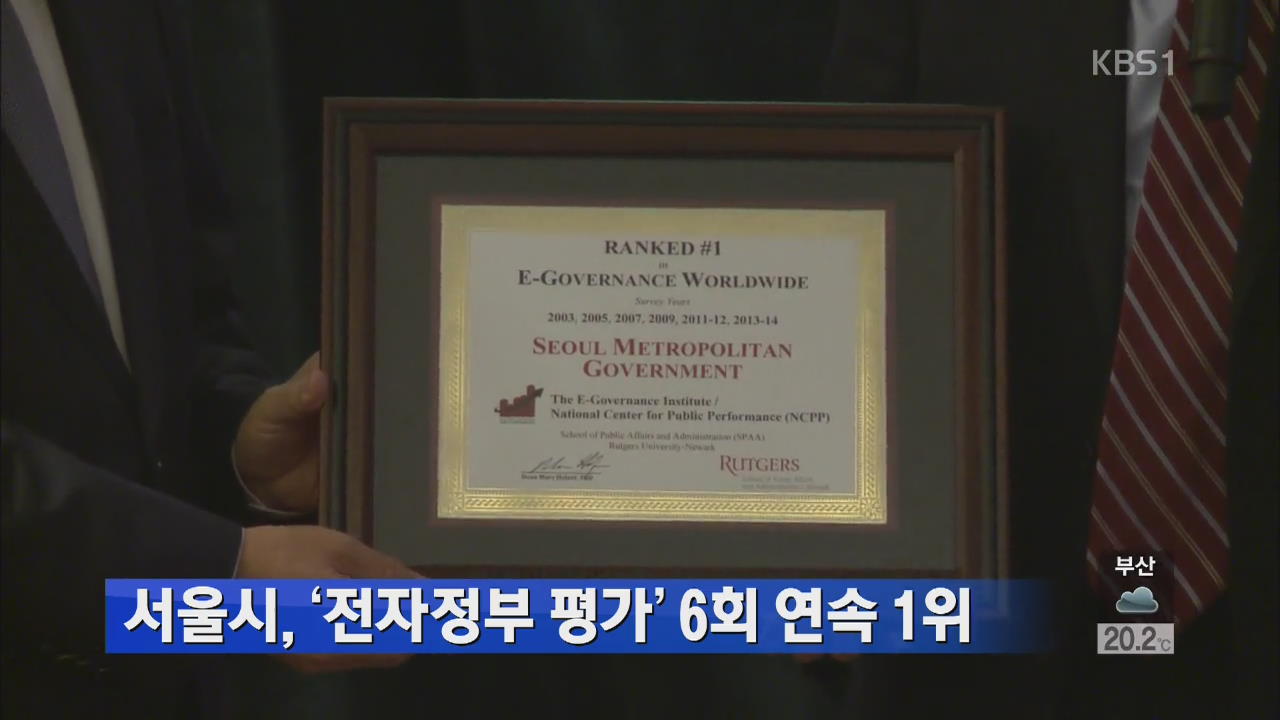 KBS1
RANKED #1
in
E-GOVERNANCE WORLDWIDE
Survey Years
2003, 2005, 2007, 2009, 2011-12, 2013-14
SEOUL METROPOLITAN
GOVERNMENT
The E-Governance Institute /
National Center for Public Performance (NCPP)
School of Public Affairs and Administration (SPAA)
Rutgers University-Newark
RUTGERS
부산
서울시, ‘전자정부 평가’ 6회 연속 1위
20.2℃